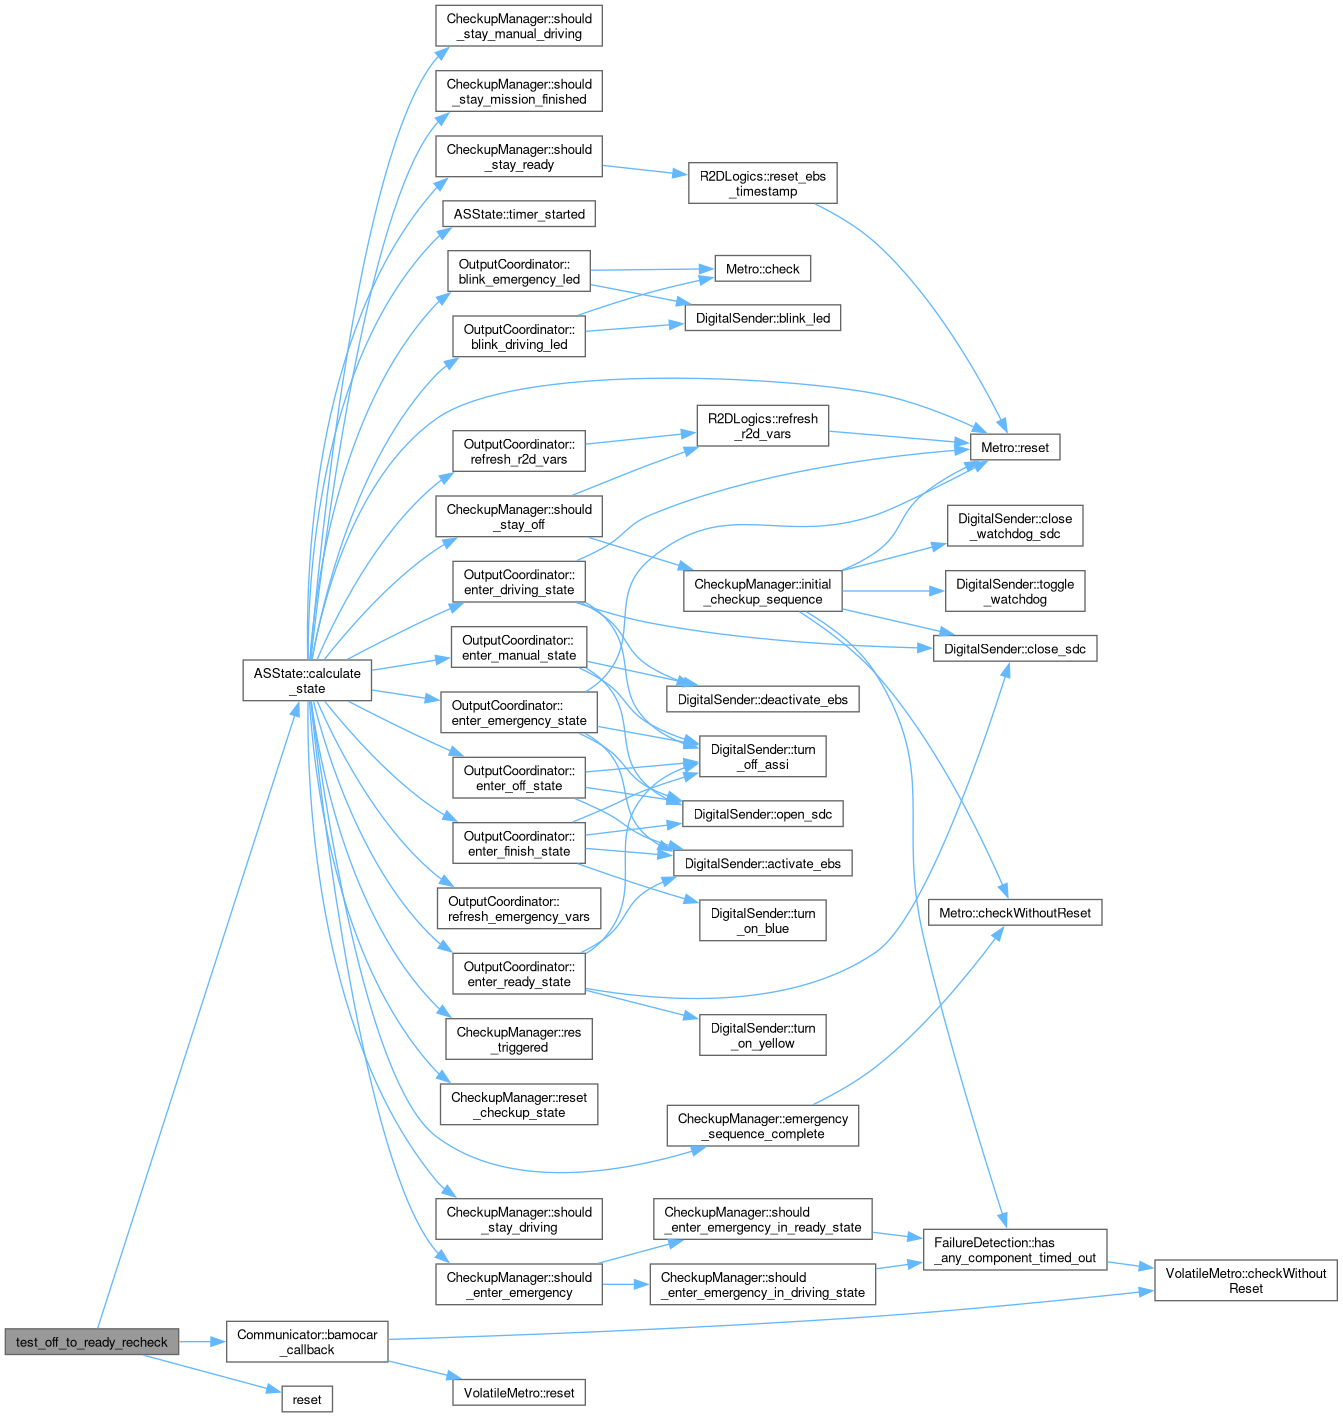 CheckupManager::should
_stay_manual_driving
CheckupManager::should
_stay_mission_finished
CheckupManager::should
_stay_ready
R2DLogics::reset_ebs
_timestamp
ASState::timer_started
OutputCoordinator::
blink_emergency_led
Metro::check
DigitalSender::blink_led
OutputCoordinator::
blink_driving_led
R2DLogics::refresh
_r2d_vars
OutputCoordinator::
refresh_r2d_vars
Metro::reset
CheckupManager::should
_stay_off
DigitalSender::close
_watchdog_sdc
OutputCoordinator::
enter_driving_state
CheckupManager::initial
_checkup_sequence
DigitalSender::toggle
_watchdog
OutputCoordinator::
enter_manual_state
DigitalSender::close_sdc
ASState::calculate
_state
DigitalSender::deactivate_ebs
OutputCoordinator::
enter_emergency_state
DigitalSender::turn
_off_assi
OutputCoordinator::
enter_off_state
DigitalSender::open_sdc
OutputCoordinator::
enter_finish_state
DigitalSender::activate_ebs
OutputCoordinator::
refresh_emergency_vars
DigitalSender::turn
_on_blue
Metro::checkWithoutReset
OutputCoordinator::
enter_ready_state
DigitalSender::turn
_on_yellow
CheckupManager::res
_triggered
CheckupManager::reset
_checkup_state
CheckupManager::emergency
_sequence_complete
CheckupManager::should
_stay_driving
CheckupManager::should
_enter_emergency_in_ready_state
FailureDetection::has
_any_component_timed_out
CheckupManager::should
_enter_emergency
CheckupManager::should
_enter_emergency_in_driving_state
VolatileMetro::checkWithout
Reset
test_off_to_ready_recheck
Communicator::bamocar
_callback
VolatileMetro::reset
reset